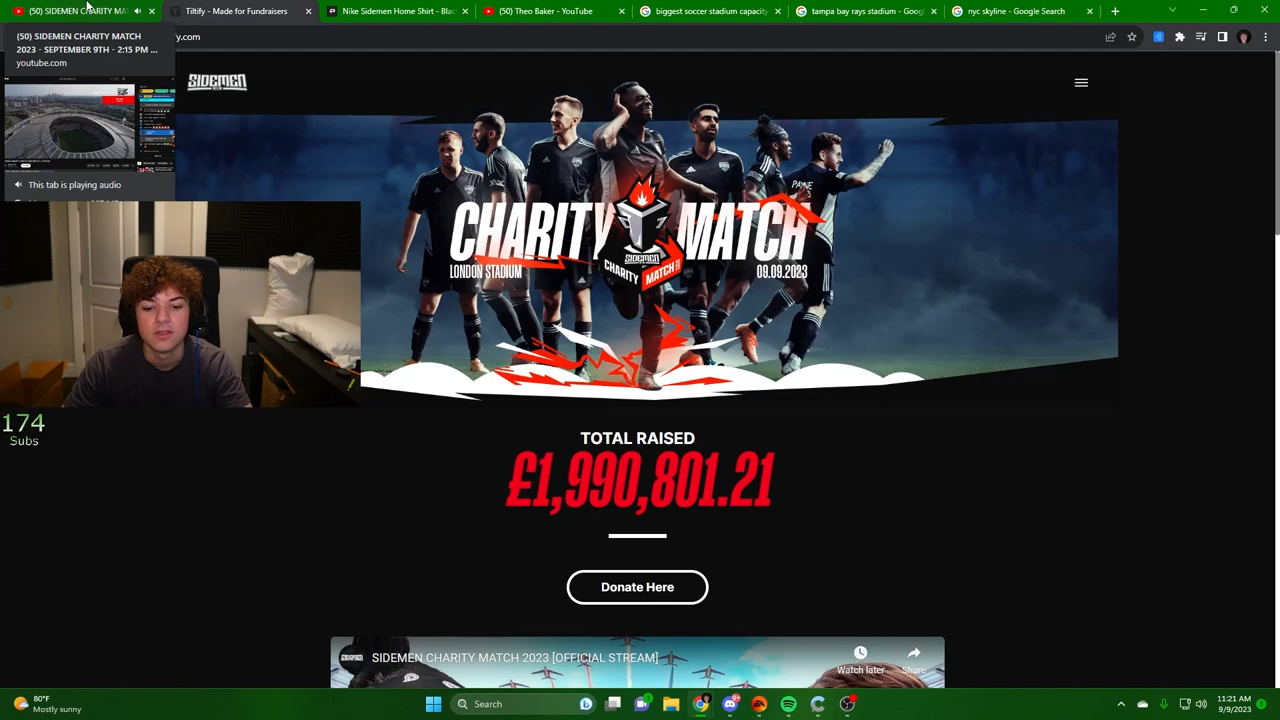 (50) SIDEMEN CHARITY MAT
Tiltify - Made for Fundraisers
Nike Sidemen Home Shirt - Blac
(50) Theo Baker - YouTube
biggest soccer stadium capacity
tampa bay rays stadium - Goog
nyc skyline - Google Search
y.com
(50) SIDEMEN CHARITY MATCH
2023 - SEPTEMBER 9TH - 2:15 PM ...
youtube.com
This tab is playing audio
SIDEMEN
PAYNE
CHARITY MATCH
LONDON STADIUM
09.09.2023
SIDEMEN
CHARITY MATCH
174
Subs
TOTAL RAISED
£1,990,801.21
Donate Here
SIDEMEN CHARITY MATCH 2023 [OFFICIAL STREAM]
Watch later
Share
80°F
Mostly sunny
Search
11:21 AM
9/9/2023